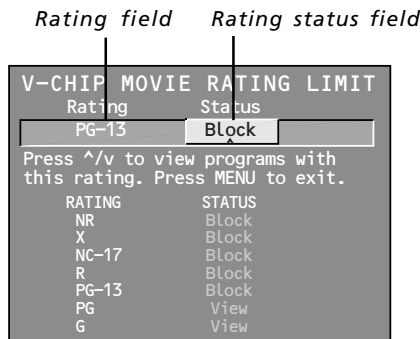 Rating field Rating status field
V-CHIP MOVIE RATING LIMIT
Rating Status
PG-13 Block
Press ^/v to view programs with
this rating. Press MENU to exit.
RATING STATUS
NR Block
X Block
NC-17 Block
R Block
PG-13 Block
PG View
G View